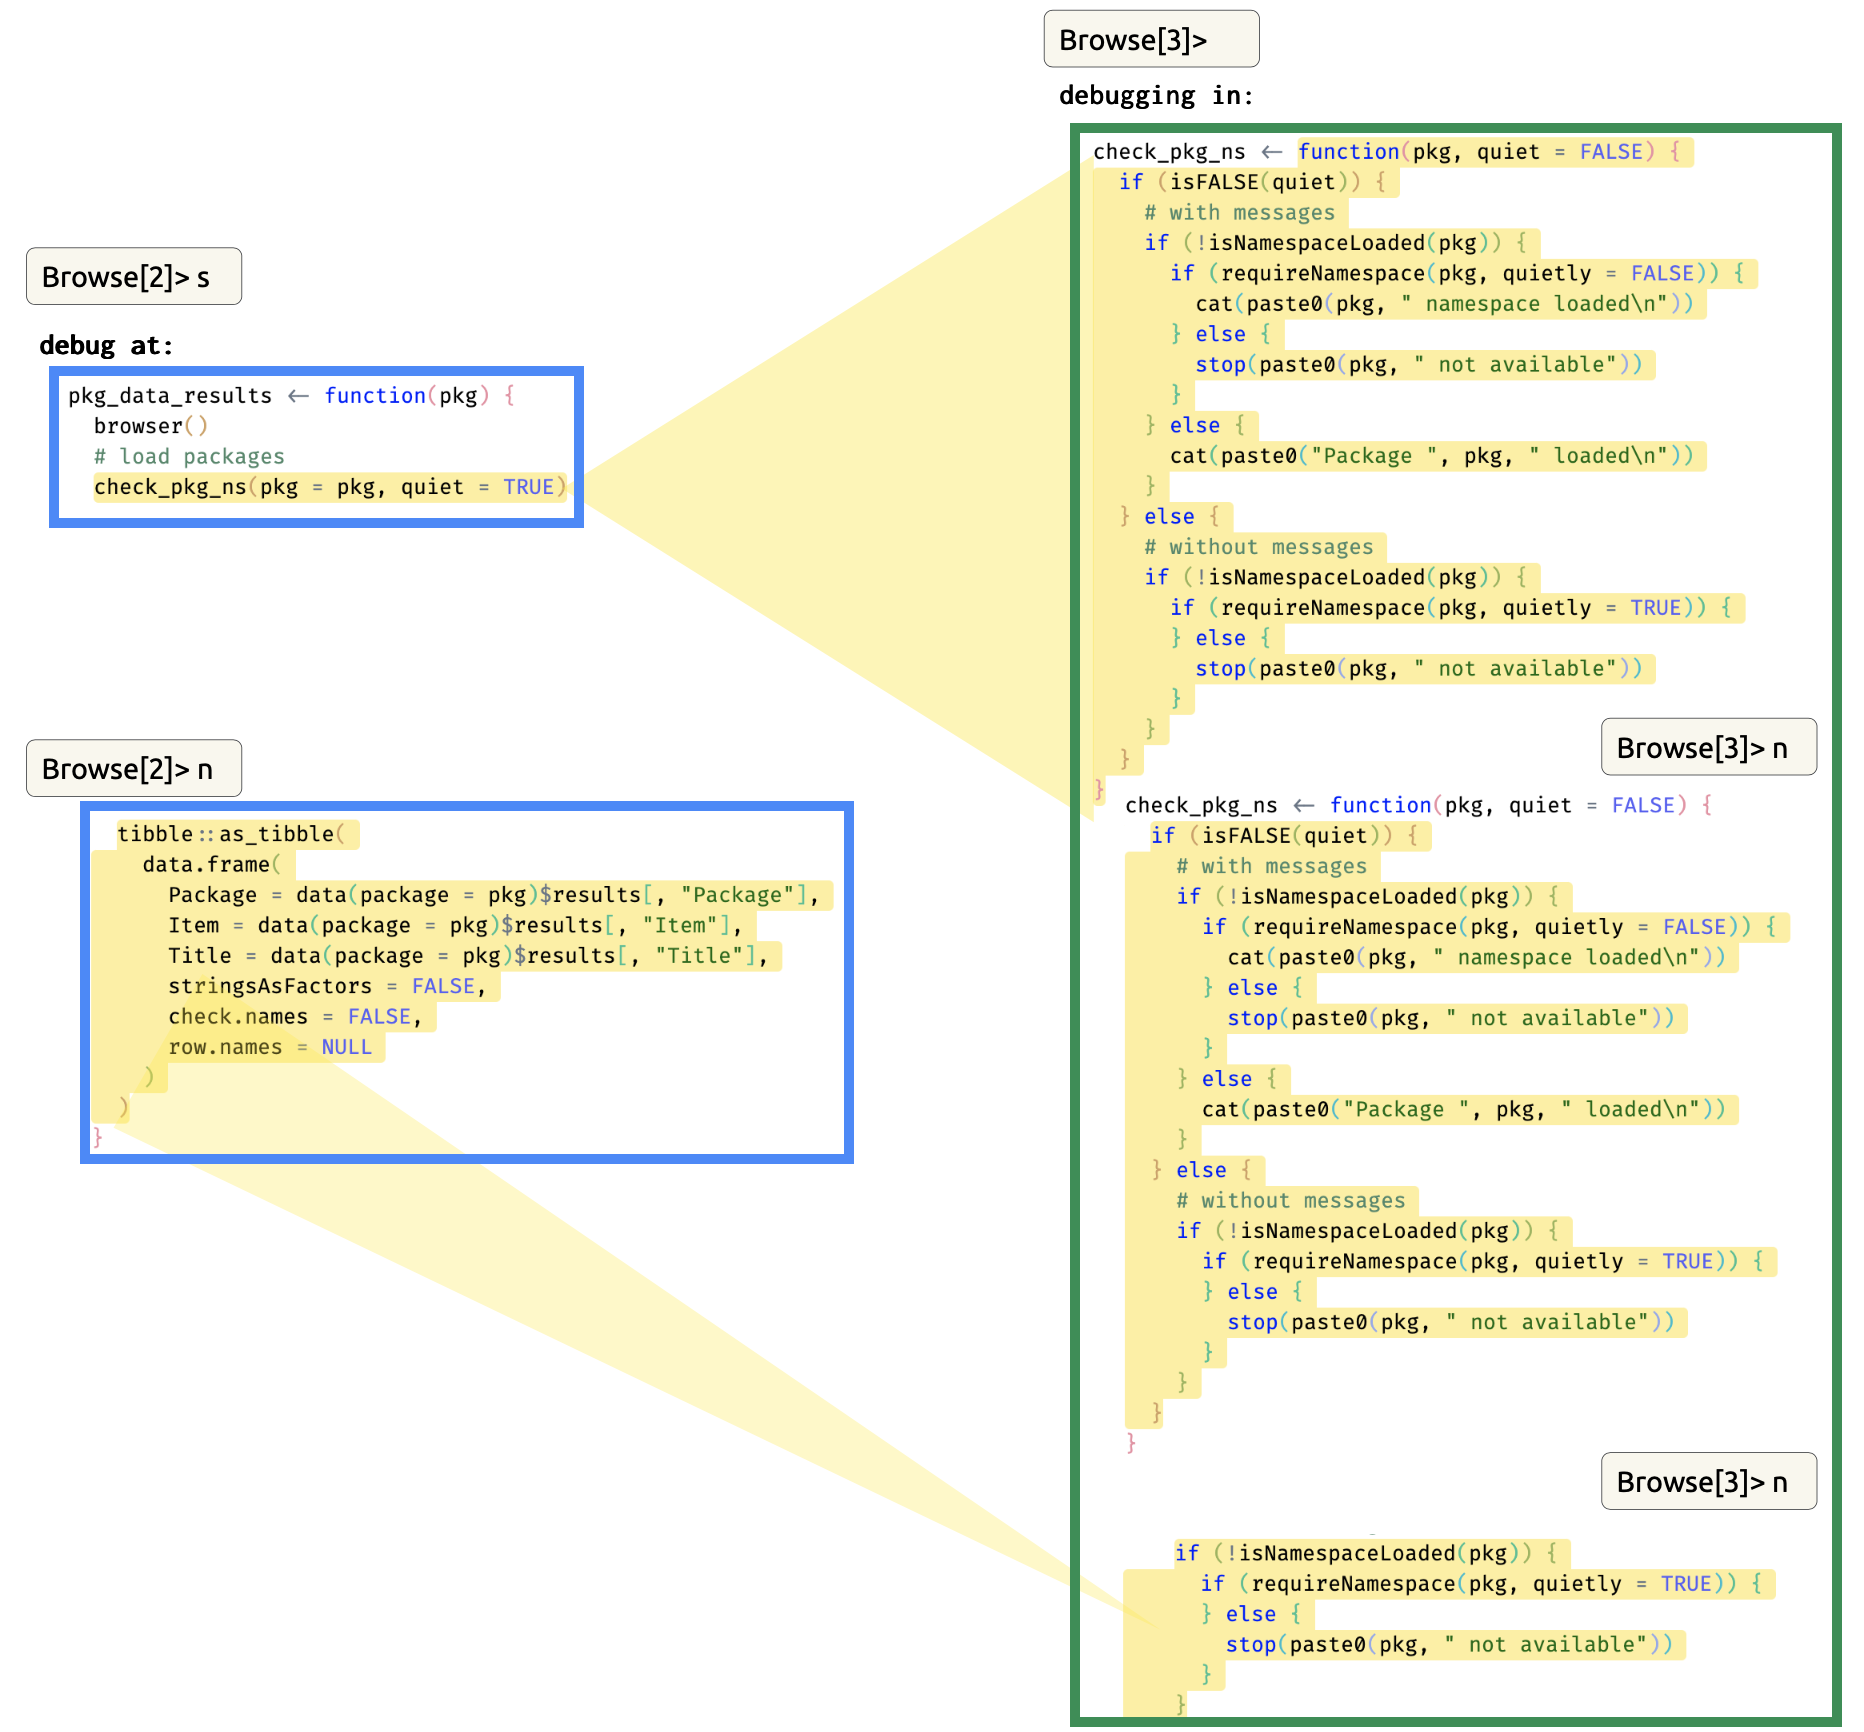 Browse[2]> s
debug at:
pkg_data_results ← function(pkg) {
  browser()
  # load packages
  check_pkg_ns(pkg = pkg, quiet = TRUE)
Browse[3]>
debugging in:
check_pkg_ns ← function(pkg, quiet = FALSE) {
  if (isFALSE(quiet)) {
    # with messages
    if (!isNamespaceLoaded(pkg)) {
      if (requireNamespace(pkg, quietly = FALSE)) {
        cat(paste0(pkg, " namespace loaded\n"))
      } else {
        stop(paste0(pkg, " not available"))
      }
    } else {
      cat(paste0("Package ", pkg, " loaded\n"))
    }
  } else {
    # without messages
    if (!isNamespaceLoaded(pkg)) {
      if (requireNamespace(pkg, quietly = TRUE)) {
      } else {
        stop(paste0(pkg, " not available"))
      }
    }
  }
}
Browse[3]> n
check_pkg_ns ← function(pkg, quiet = FALSE) {
  if (isFALSE(quiet)) {
    # with messages
    if (!isNamespaceLoaded(pkg)) {
      if (requireNamespace(pkg, quietly = FALSE)) {
        cat(paste0(pkg, " namespace loaded\n"))
      } else {
        stop(paste0(pkg, " not available"))
      }
    } else {
      cat(paste0("Package ", pkg, " loaded\n"))
    }
  } else {
    # without messages
    if (!isNamespaceLoaded(pkg)) {
      if (requireNamespace(pkg, quietly = TRUE)) {
      } else {
        stop(paste0(pkg, " not available"))
      }
    }
  }
}
Browse[3]> n
    if (!isNamespaceLoaded(pkg)) {
      if (requireNamespace(pkg, quietly = TRUE)) {
      } else {
        stop(paste0(pkg, " not available"))
      }
    }
Browse[2]> n
  tibble::as_tibble(
    data.frame(
      Package = data(package = pkg)$results[, "Package"],
      Item = data(package = pkg)$results[, "Item"],
      Title = data(package = pkg)$results[, "Title"],
      stringsAsFactors = FALSE,
      check.names = FALSE,
      row.names = NULL
    )
  )
}